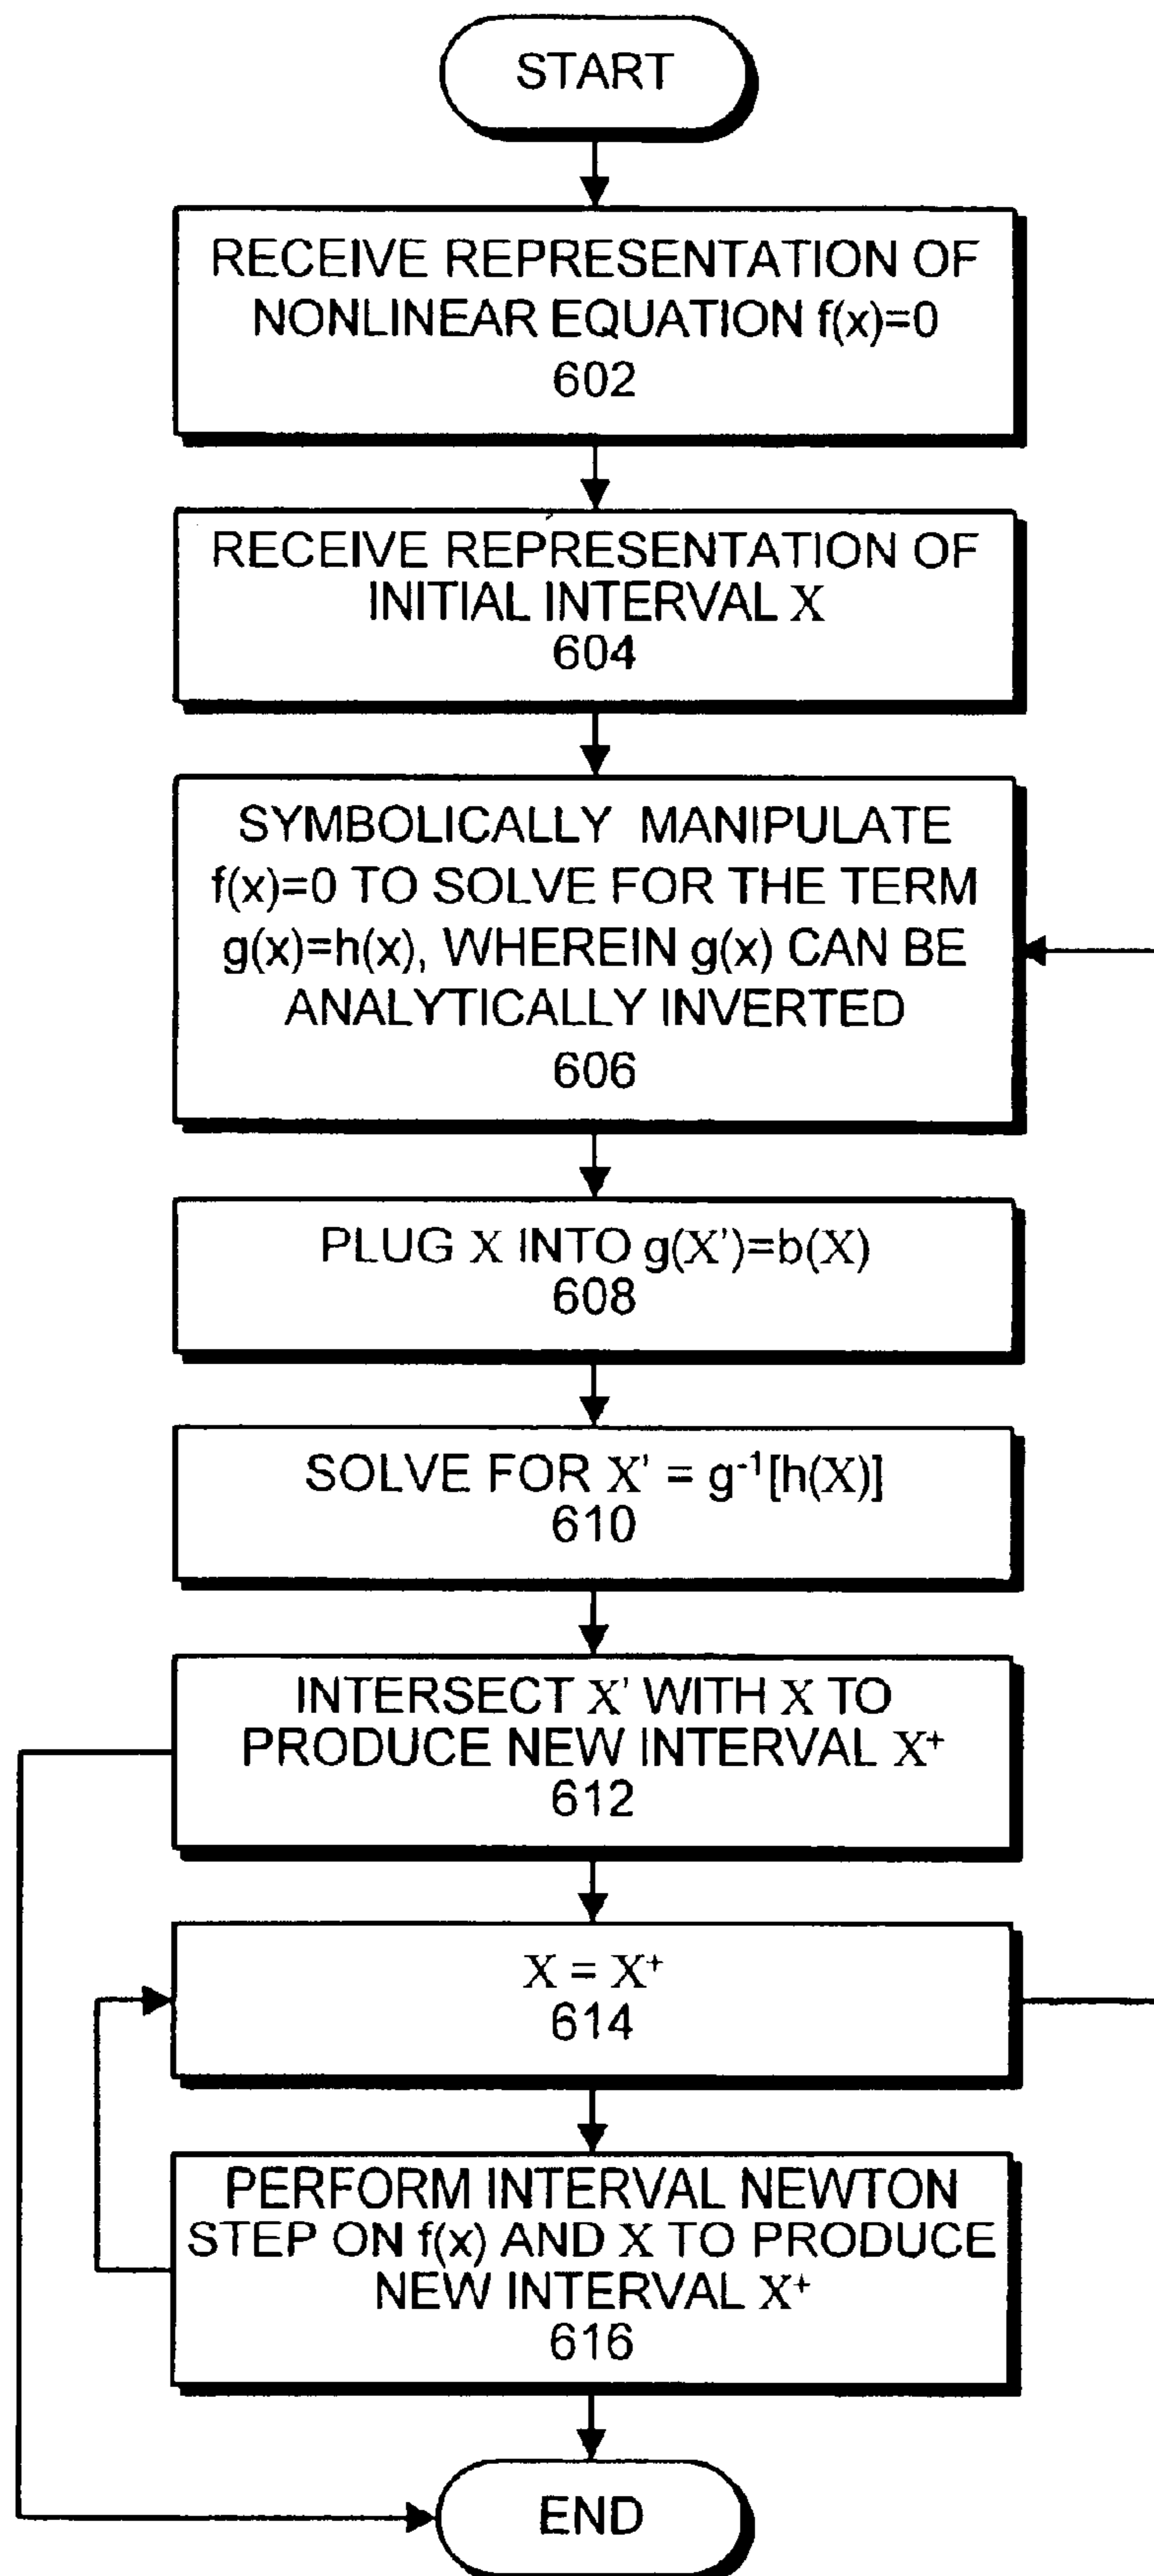 START
RECEIVE REPRESENTATION OF
NONLINEAR EQUATION f(x)=0
602
RECEIVE REPRESENTATION OF
INITIAL INTERVAL X
604
SYMBOLICALLY MANIPULATE
f(x)=0 TO SOLVE FOR THE TERM
g(x)=h(x), WHEREIN g(x) CAN BE
ANALYTICALLY INVERTED
606
PLUG X INTO g(X')=b(X)
608
SOLVE FOR X' = g⁻¹[h(X)]
610
INTERSECT X' WITH X TO
PRODUCE NEW INTERVAL X⁺
612
X = X⁺
614
PERFORM INTERVAL NEWTON
STEP ON f(x) AND X TO PRODUCE
NEW INTERVAL X⁺
616
END